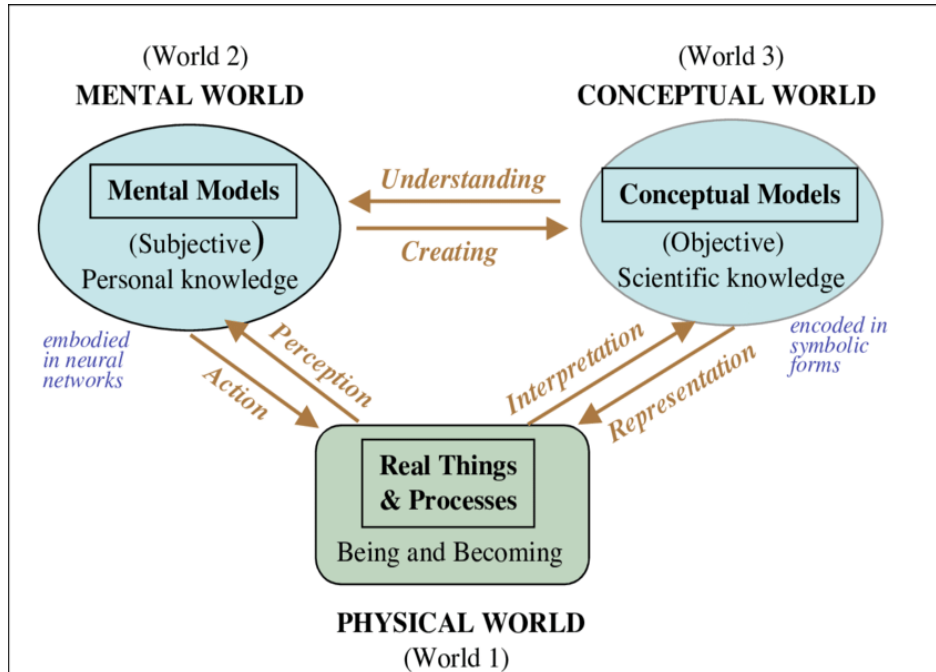 (World 2)
MENTAL WORLD
Mental Models
(Subjective)
Personal knowledge
embodied
in neural
networks
(World 3)
CONCEPTUAL WORLD
Conceptual Models
(Objective)
Scientific knowledge
encoded in
symbolic
forms
Understanding
Creating
Perception
Action
Interpretation
Representation
Real Things
& Processes
Being and Becoming
PHYSICAL WORLD
(World 1)